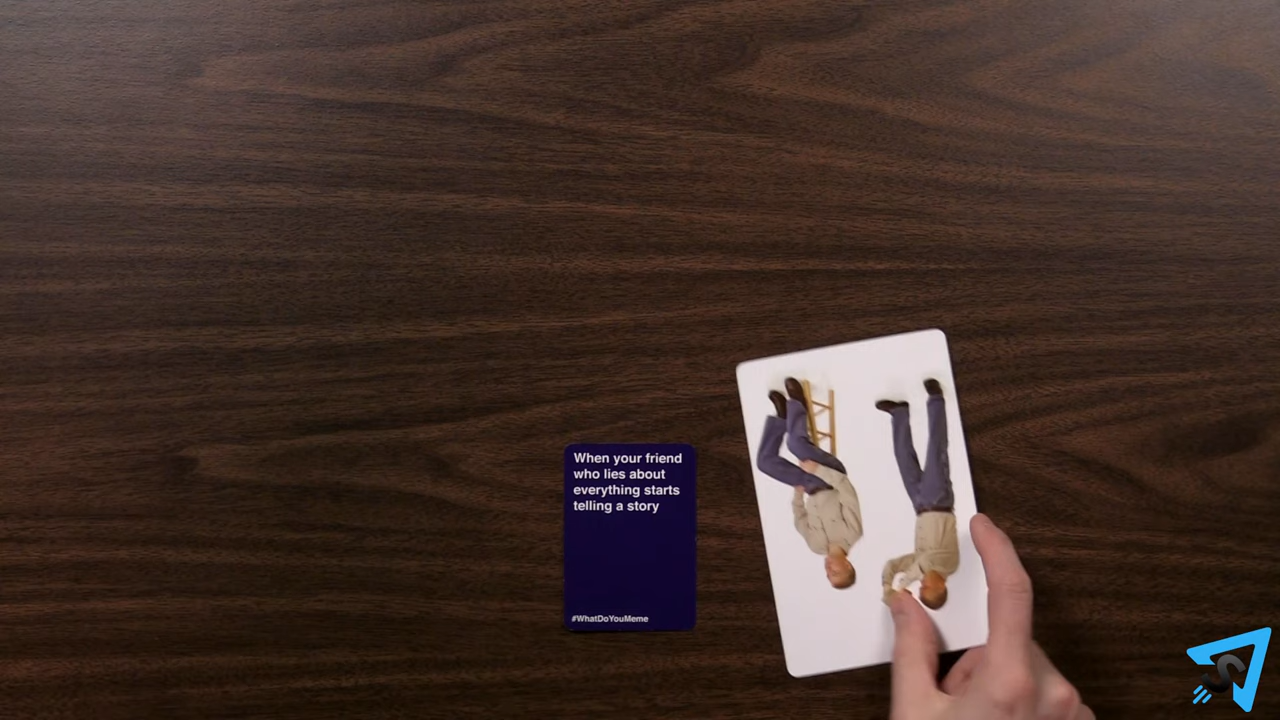 When your friend
who lies about
everything starts
telling a story
#WhatDoYouMeme